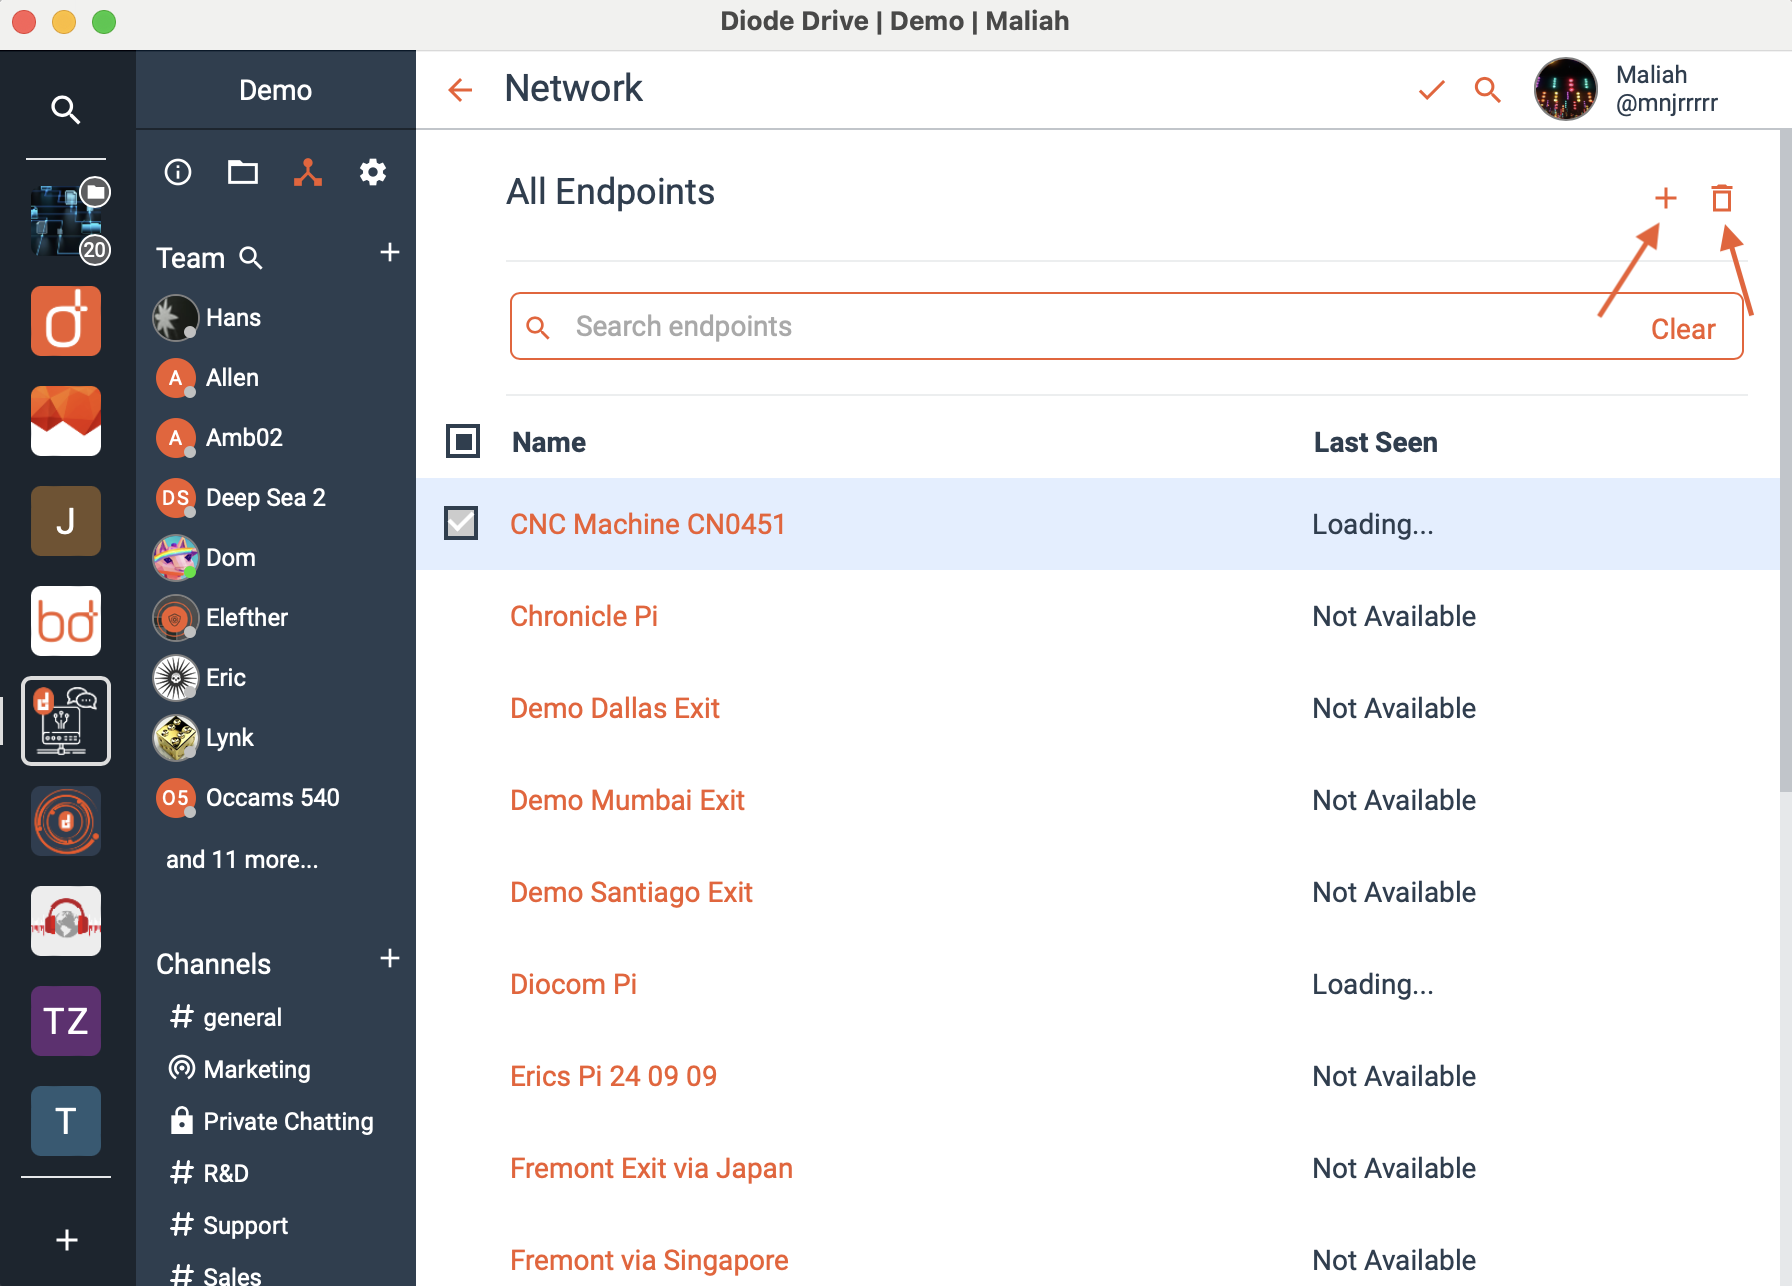 Diode Drive | Demo | Maliah
20
d
J
bd
d
d
TZ
T
Demo
Team
Hans
A Allen
A Amb02
DS Deep Sea 2
Dom
Elefther
Eric
Lynk
O5 Occams 540
and 11 more...
Channels
# general
Marketing
Private Chatting
# R&D
# Support
# Sales
Network
Maliah
@mnjrrrrr
All Endpoints
Search endpoints
Clear
Name Last Seen
CNC Machine CN0451 Loading...
Chronicle Pi Not Available
Demo Dallas Exit Not Available
Demo Mumbai Exit Not Available
Demo Santiago Exit Not Available
Diocom Pi Loading...
Erics Pi 24 09 09 Not Available
Fremont Exit via Japan Not Available
Fremont via Singapore Not Available